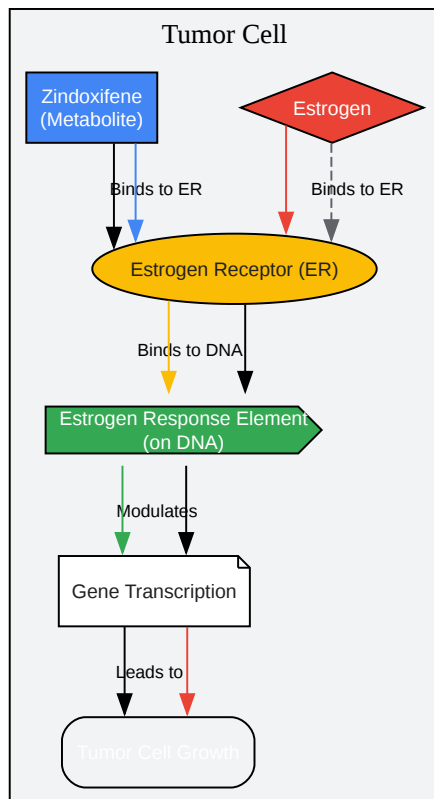 Tumor Cell
Zindoxifene
(Metabolite)
Estrogen
Binds to ER
Binds to ER
Estrogen Receptor (ER)
Binds to DNA
Estrogen Response Element
(on DNA)
Modulates
Gene Transcription
Leads to
Tumor Cell Growth